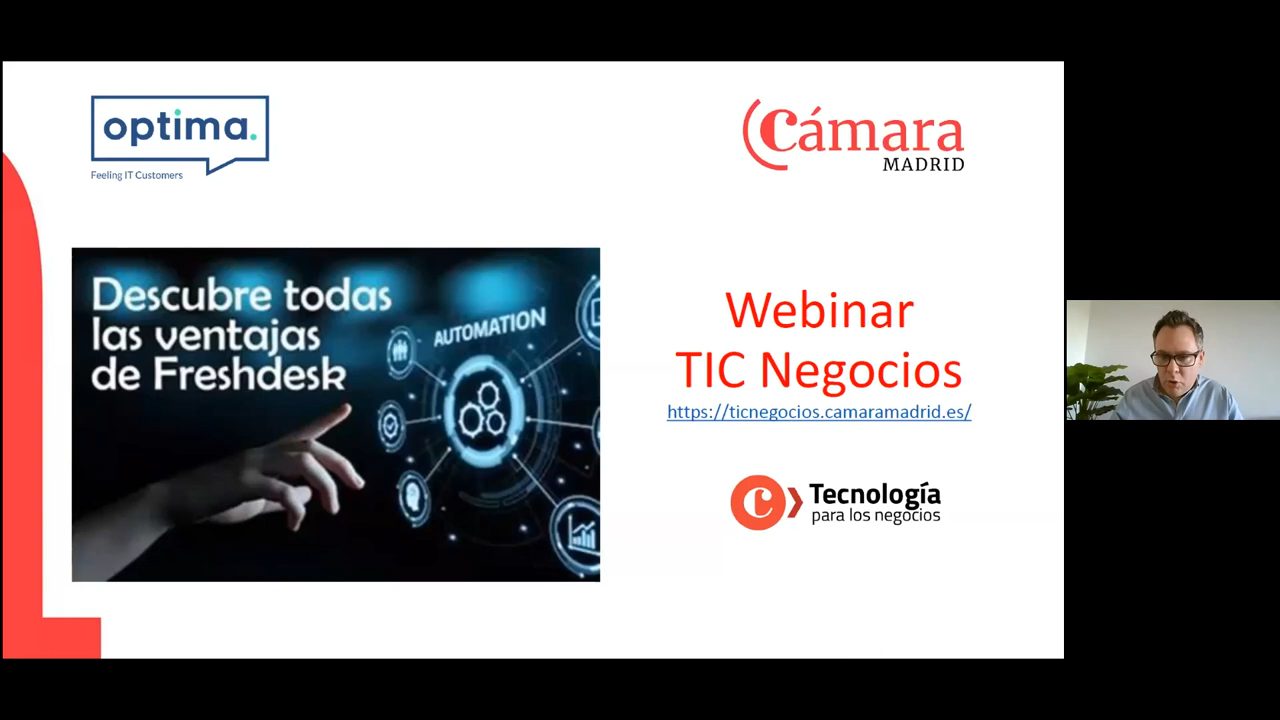 optima.
Feeling IT Customers
Cámara
MADRID
Descubre todas
las ventajas
de Freshdesk
AUTOMATION
Webinar
TIC Negocios
https://ticnegocios.camaramadrid.es/
c
Tecnología
para los negocios